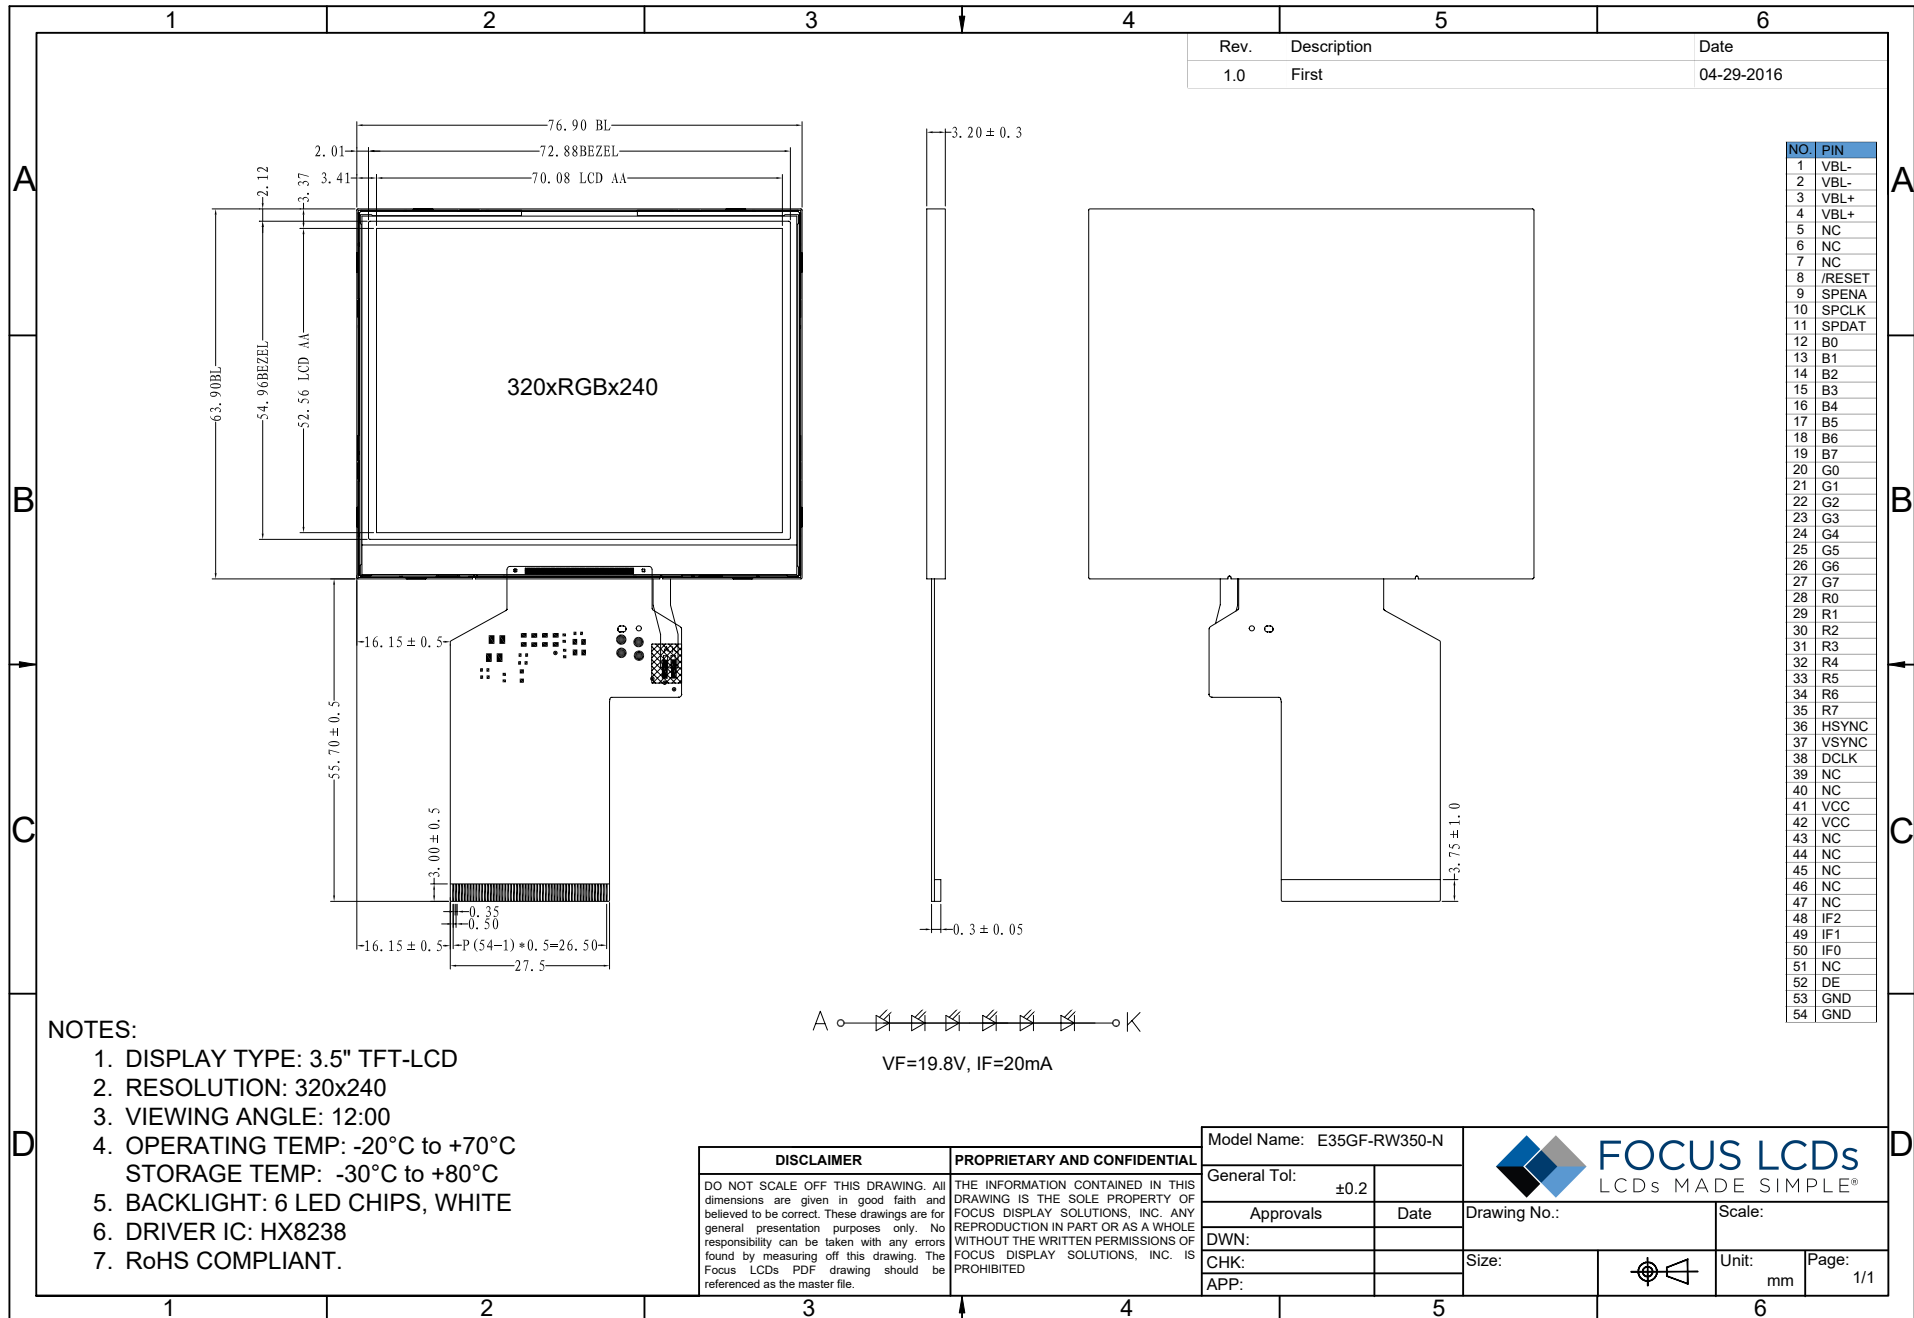 1 2 3 4 5 6
Rev. Description Date
1.0 First 04-29-2016
A
A
B
B
C
C
D
D
76.90 BL
2.01
72.88BEZEL
3.41
70.08 LCD AA
2.12
3.37
63.90BL
54.96BEZEL
52.56 LCD AA
320xRGBx240
16.15±0.5
55.70±0.5
3.00±0.5
0.35
0.50
16.15±0.5
P(54-1)*0.5=26.50
27.5
3.20±0.3
0.3±0.05
3.75±1.0
NO. PIN
1 VBL-
2 VBL-
3 VBL+
4 VBL+
5 NC
6 NC
7 NC
8 /RESET
9 SPENA
10 SPCLK
11 SPDAT
12 B0
13 B1
14 B2
15 B3
16 B4
17 B5
18 B6
19 B7
20 G0
21 G1
22 G2
23 G3
24 G4
25 G5
26 G6
27 G7
28 R0
29 R1
30 R2
31 R3
32 R4
33 R5
34 R6
35 R7
36 HSYNC
37 VSYNC
38 DCLK
39 NC
40 NC
41 VCC
42 VCC
43 NC
44 NC
45 NC
46 NC
47 NC
48 IF2
49 IF1
50 IF0
51 NC
52 DE
53 GND
54 GND
A K
VF=19.8V, IF=20mA
NOTES:
1. DISPLAY TYPE: 3.5" TFT-LCD
2. RESOLUTION: 320x240
3. VIEWING ANGLE: 12:00
4. OPERATING TEMP: -20°C to +70°C
STORAGE TEMP: -30°C to +80°C
5. BACKLIGHT: 6 LED CHIPS, WHITE
6. DRIVER IC: HX8238
7. RoHS COMPLIANT.
DISCLAIMER
DO NOT SCALE OFF THIS DRAWING. All
dimensions are given in good faith and
believed to be correct. These drawings are for
general presentation purposes only. No
responsibility can be taken with any errors
found by measuring off this drawing. The
Focus LCDs PDF drawing should be
referenced as the master file.
PROPRIETARY AND CONFIDENTIAL
THE INFORMATION CONTAINED IN THIS
DRAWING IS THE SOLE PROPERTY OF
FOCUS DISPLAY SOLUTIONS, INC. ANY
REPRODUCTION IN PART OR AS A WHOLE
WITHOUT THE WRITTEN PERMISSIONS OF
FOCUS DISPLAY SOLUTIONS, INC. IS
PROHIBITED
Model Name: E35GF-RW350-N
General Tol: ±0.2
Approvals Date
DWN:
CHK:
APP:
FOCUS LCDs
LCDs MADE SIMPLE®
Drawing No.: Scale:
Size: Unit: mm Page: 1/1
1 2 3 4 5 6